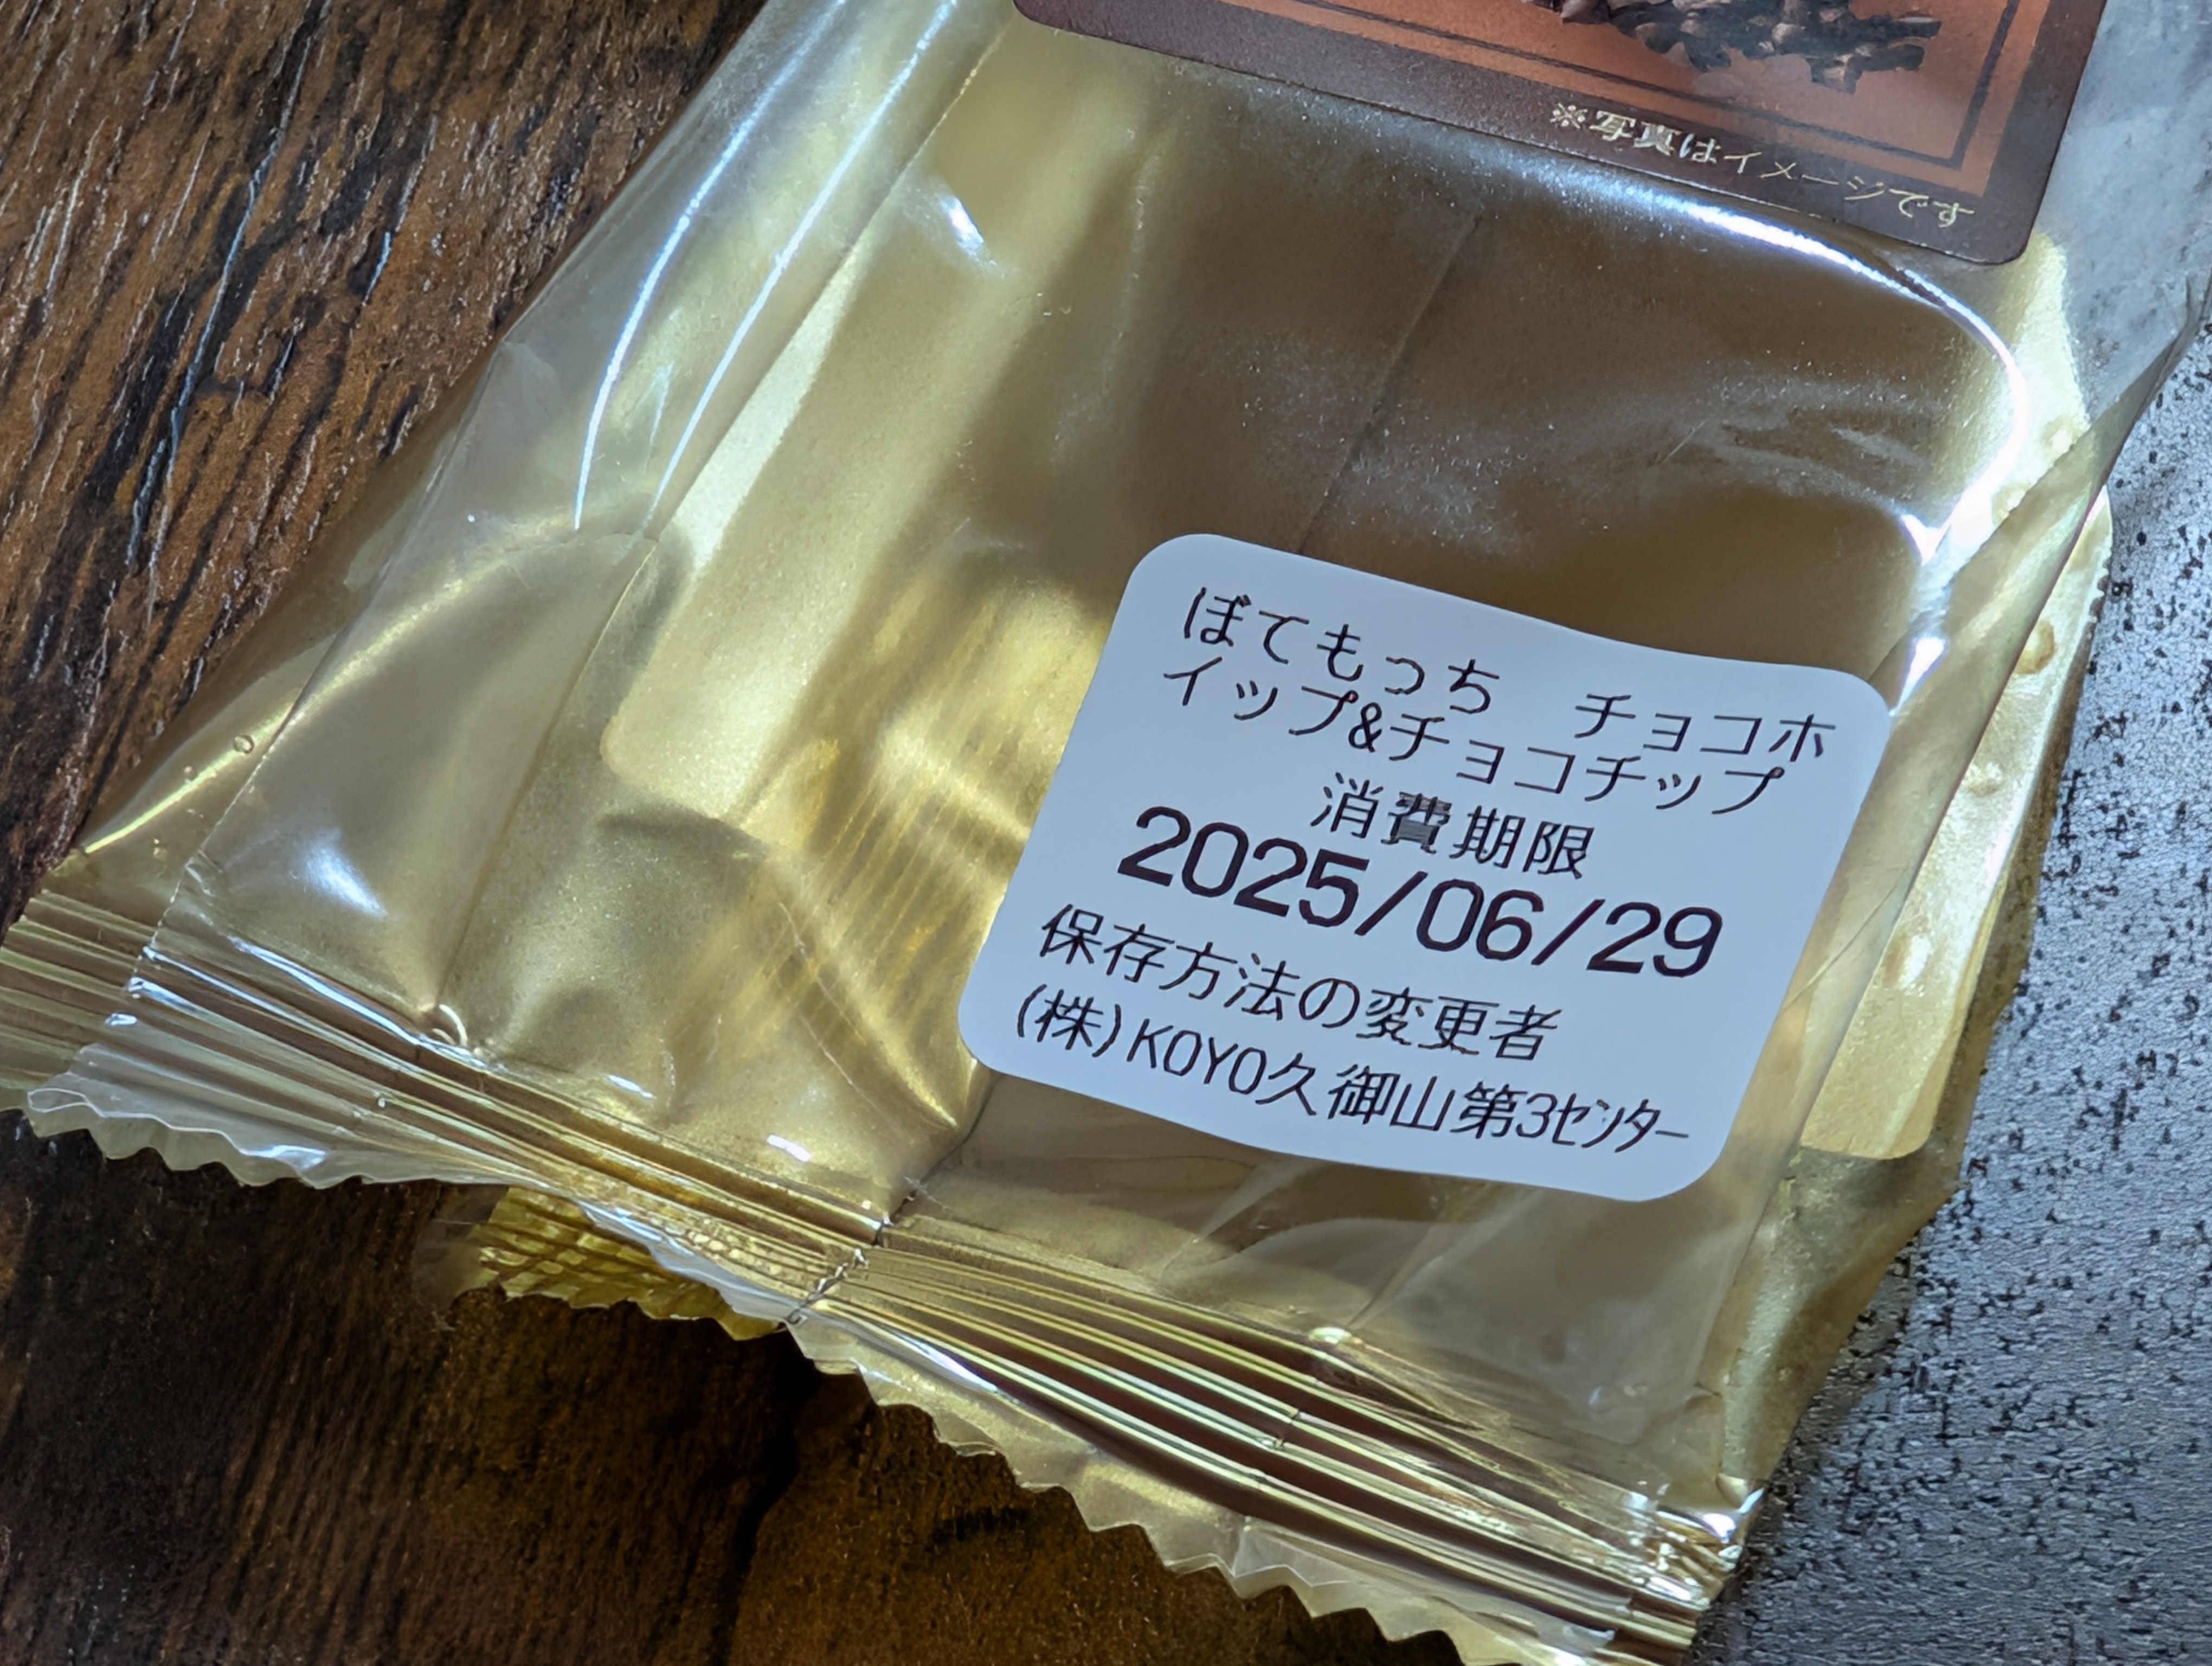 ※写真はイメージです
ぼてもっち　チョコホ
イップ&チョコチップ
消費期限
2025/06/29
保存方法の変更者
(株)KOYO久御山第3センター